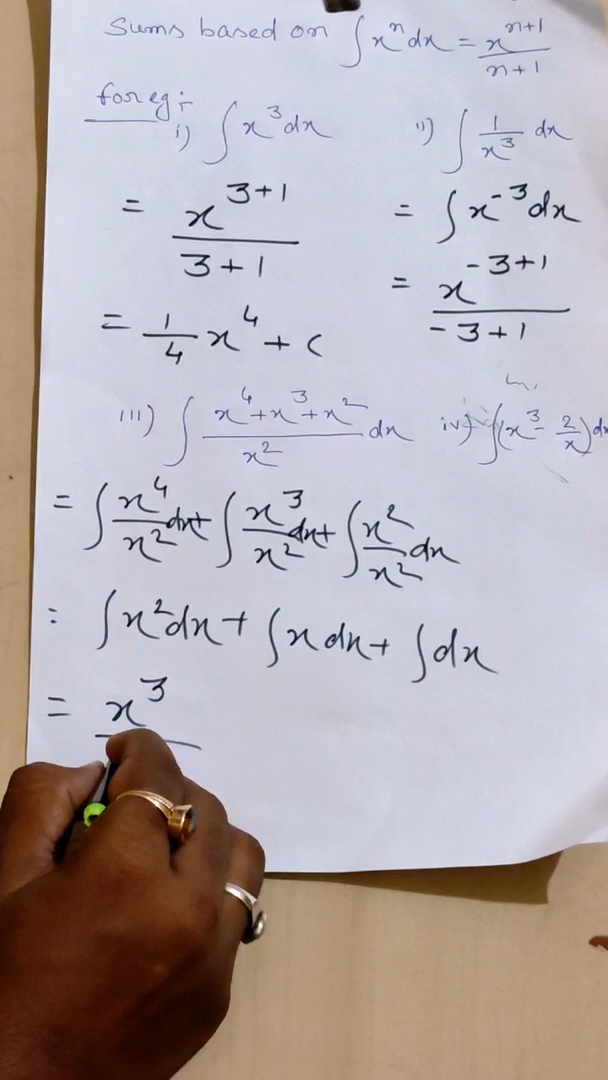 Sums based on ∫xⁿdx = xⁿ⁺¹/n+1
for eg:-
i) ∫x³dx
= x³⁺¹/3+1
= 1/4 x⁴ + c
ii) ∫1/x³ dx
= ∫x⁻³dx
= x⁻³⁺¹/-3+1
iii) ∫x⁴+x³+x²/x² dx
iv) ∫(x³ - 2/x)dx
= ∫x⁴/x² dx + ∫x³/x² dx + ∫x²/x² dx
= ∫x²dx + ∫xdx + ∫dx
= x³